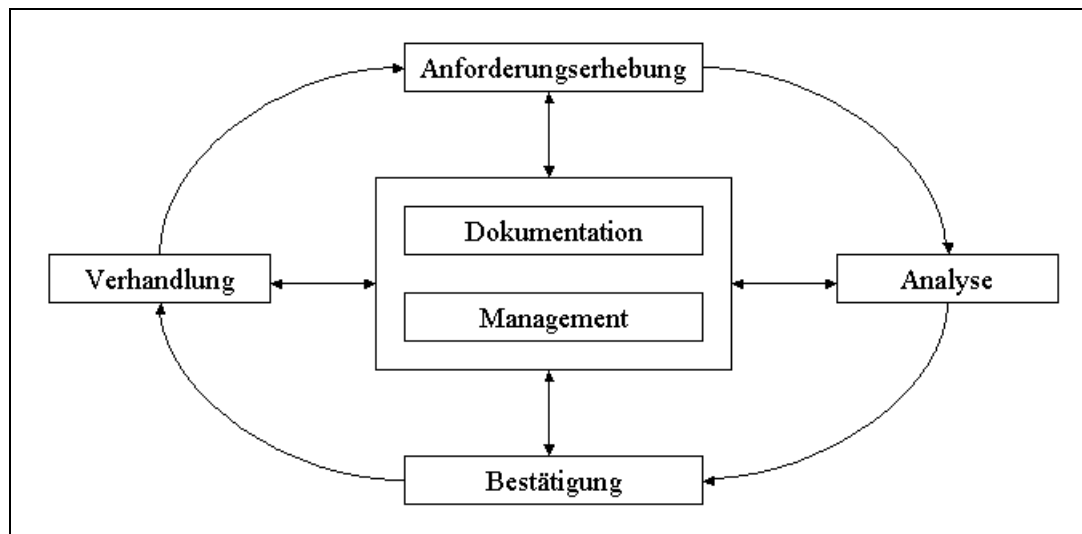 Anforderungserhebung
Dokumentation
Verhandlung
Analyse
Management
Bestätigung